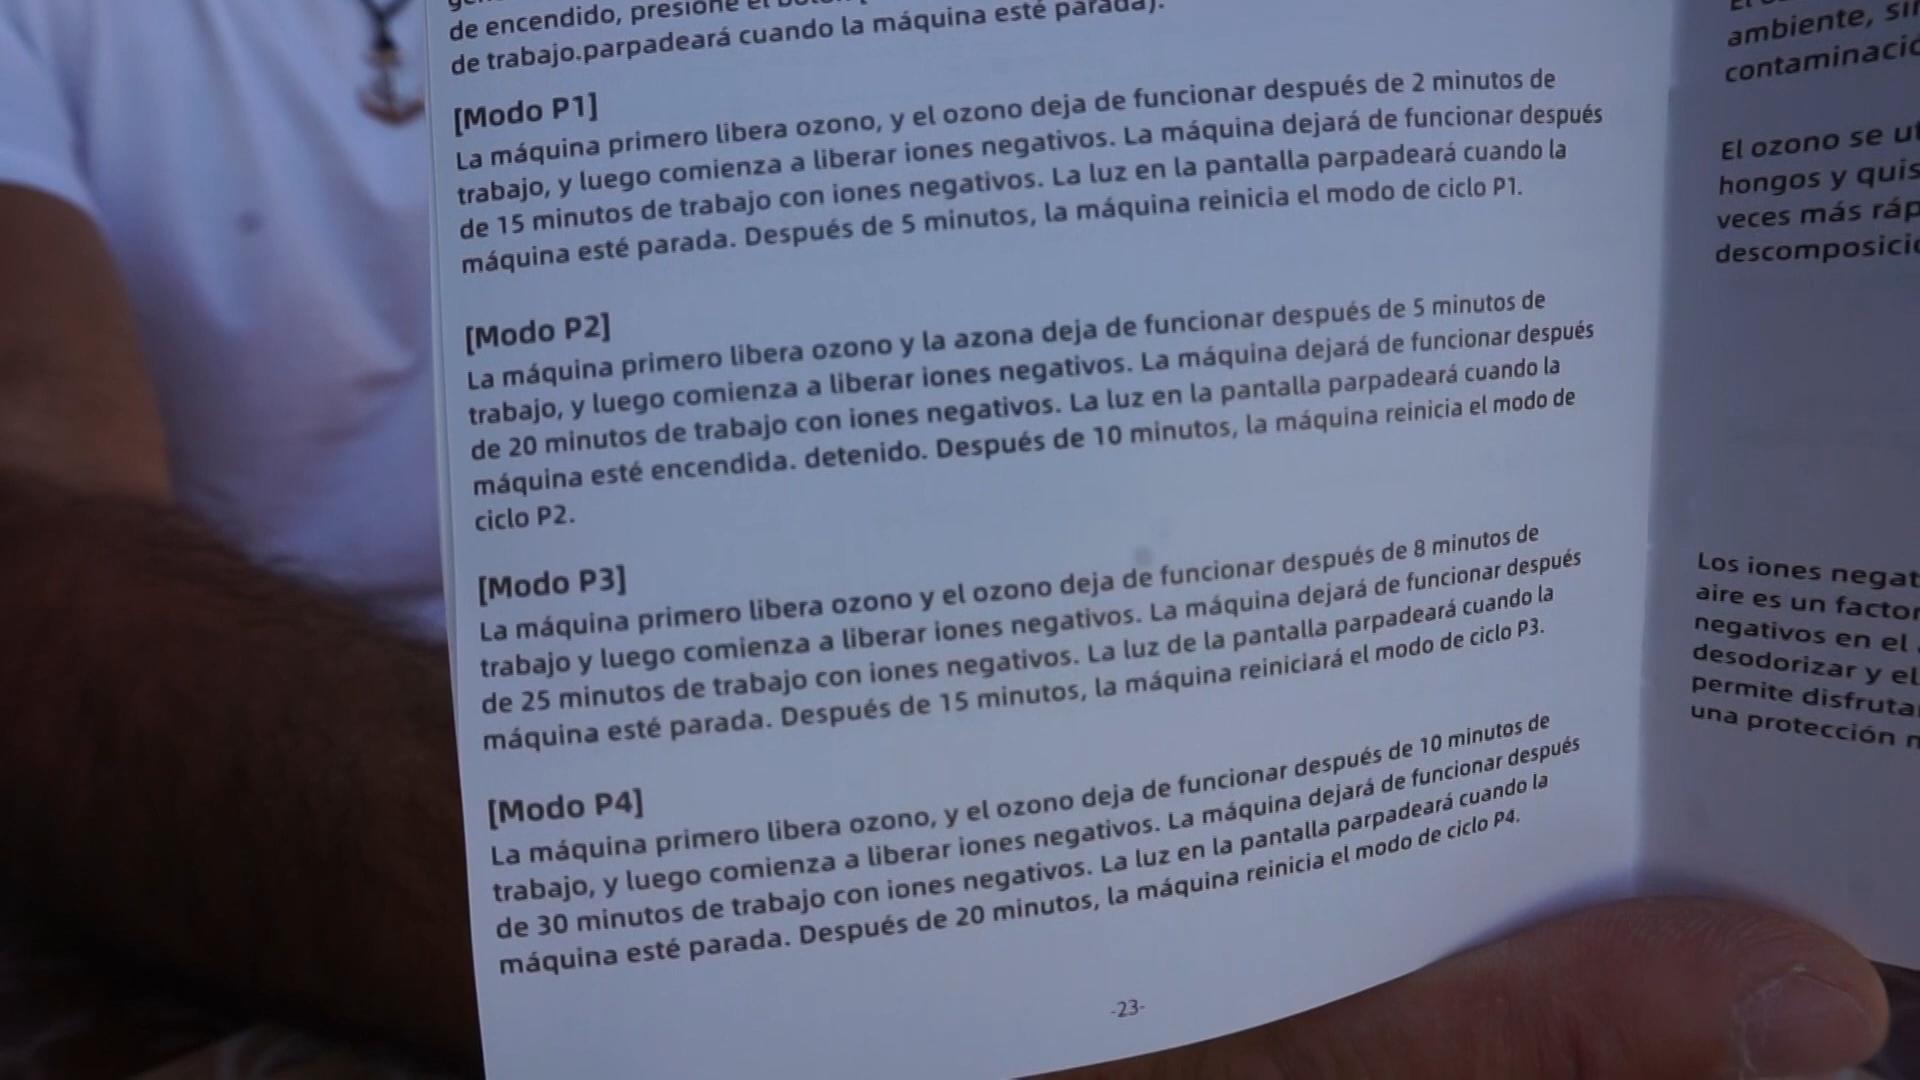 de encendido, presione el
de trabajo.parpadeará cuando la máquina esté parada).
[Modo P1]
La máquina primero libera ozono, y el ozono deja de funcionar después de 2 minutos de
trabajo, y luego comienza a liberar iones negativos. La máquina dejará de funcionar después
de 15 minutos de trabajo con iones negativos. La luz en la pantalla parpadeará cuando la
máquina esté parada. Después de 5 minutos, la máquina reinicia el modo de ciclo P1.
[Modo P2]
La máquina primero libera ozono y la azona deja de funcionar después de 5 minutos de
trabajo, y luego comienza a liberar iones negativos. La máquina dejará de funcionar después
de 20 minutos de trabajo con iones negativos. La luz en la pantalla parpadeará cuando la
máquina esté encendida. detenido. Después de 10 minutos, la máquina reinicia el modo de
ciclo P2.
[Modo P3]
La máquina primero libera ozono y el ozono deja de funcionar después de 8 minutos de
trabajo y luego comienza a liberar iones negativos. La máquina dejará de funcionar después
de 25 minutos de trabajo con iones negativos. La luz de la pantalla parpadeará cuando la
máquina esté parada. Después de 15 minutos, la máquina reiniciará el modo de ciclo P3.
[Modo P4]
La máquina primero libera ozono, y el ozono deja de funcionar después de 10 minutos de
trabajo, y luego comienza a liberar iones negativos. La máquina dejará de funcionar después
de 30 minutos de trabajo con iones negativos. La luz en la pantalla parpadeará cuando la
máquina esté parada. Después de 20 minutos, la máquina reinicia el modo de ciclo P4.
-23-
ambiente,
contaminació
El ozono se
hongos y quis
veces más ráp
descomposició
Los iones negat
aire es un factor
negativos en el
desodorizar y el
permite disfruta
una protección